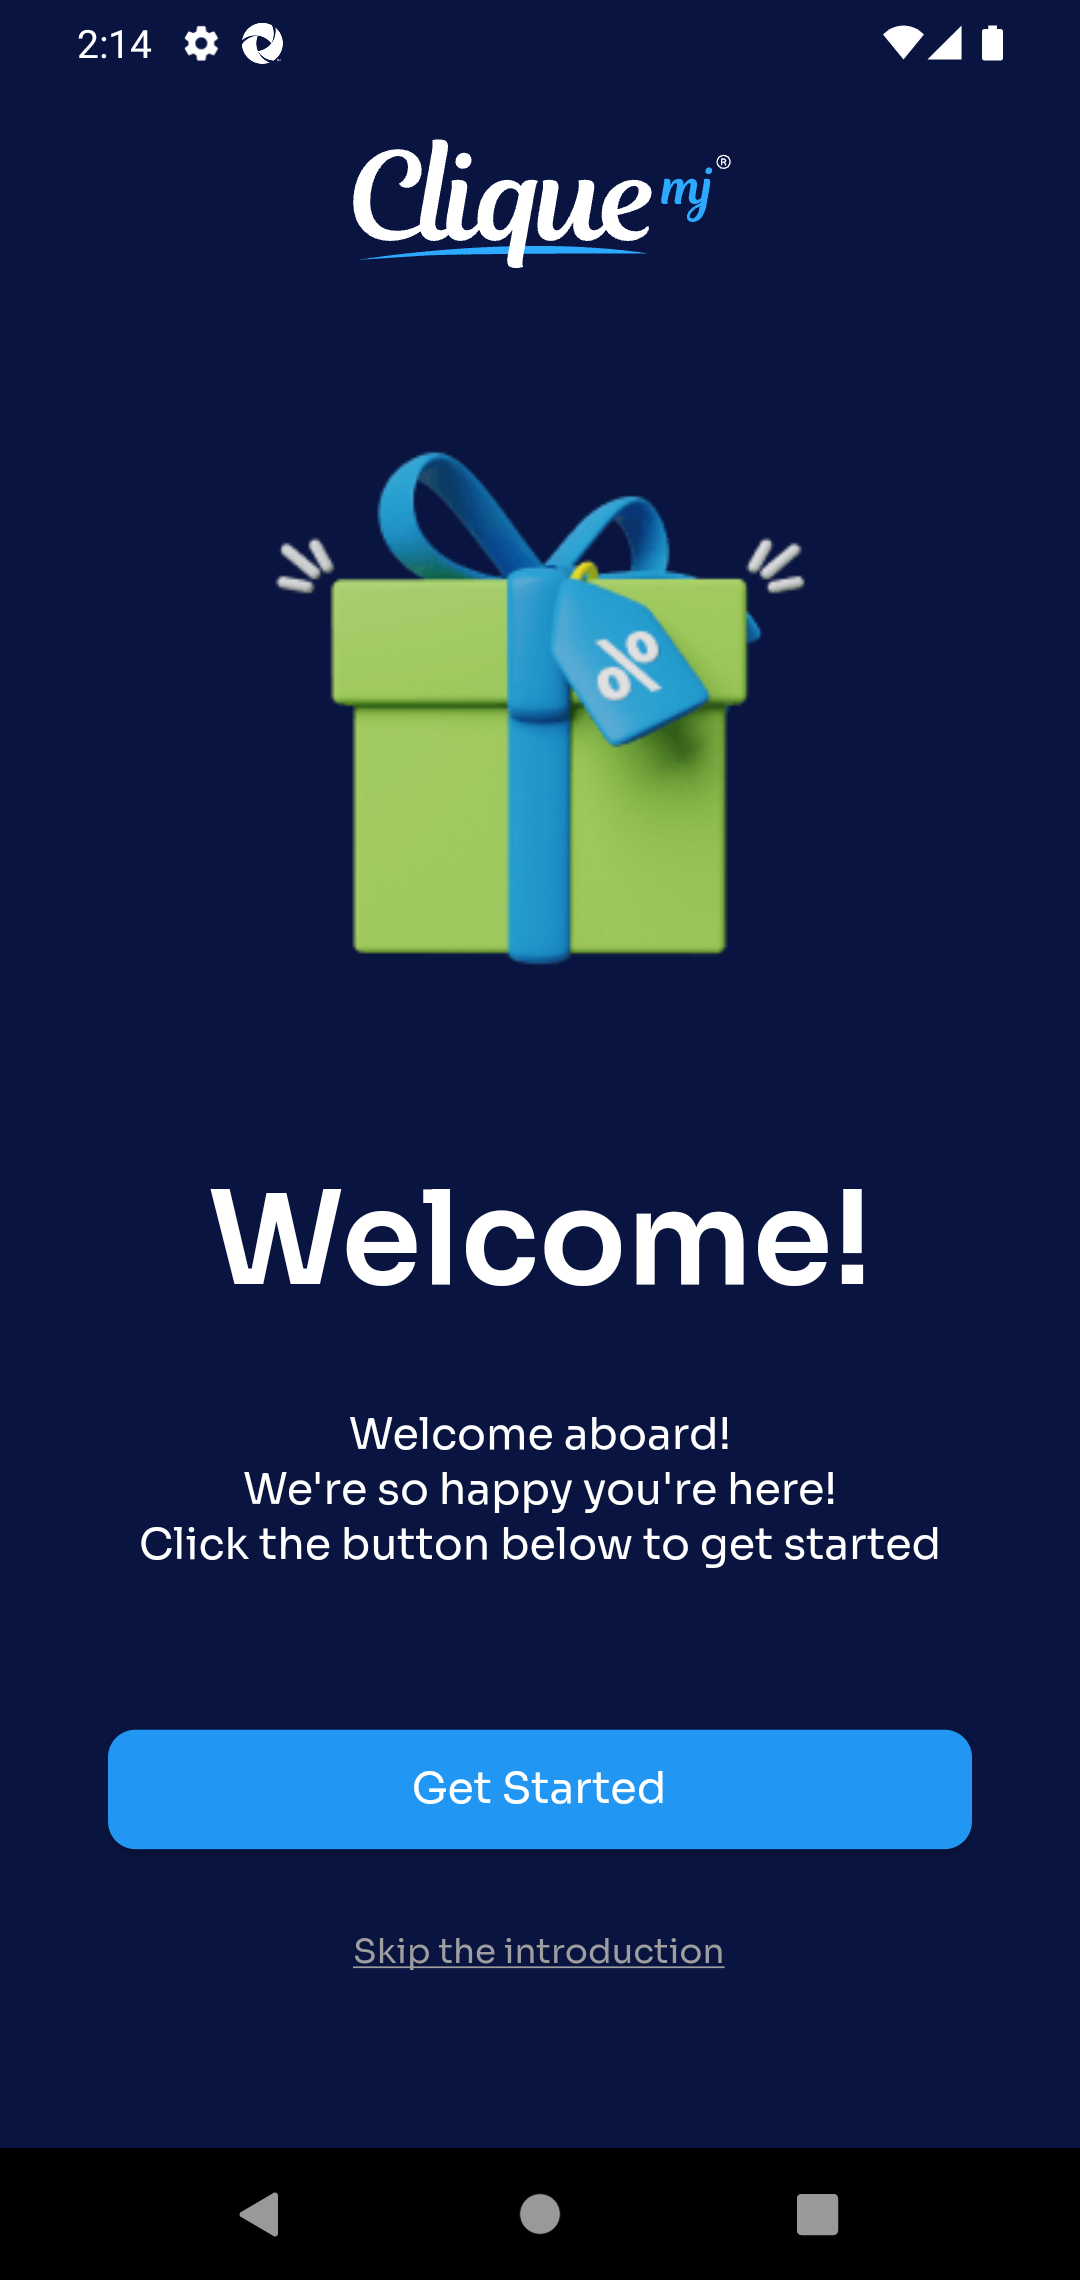 2:14
Clique mj ®
%
Welcome!
Welcome aboard!
We're so happy you're here!
Click the button below to get started
Get Started
Skip the introduction